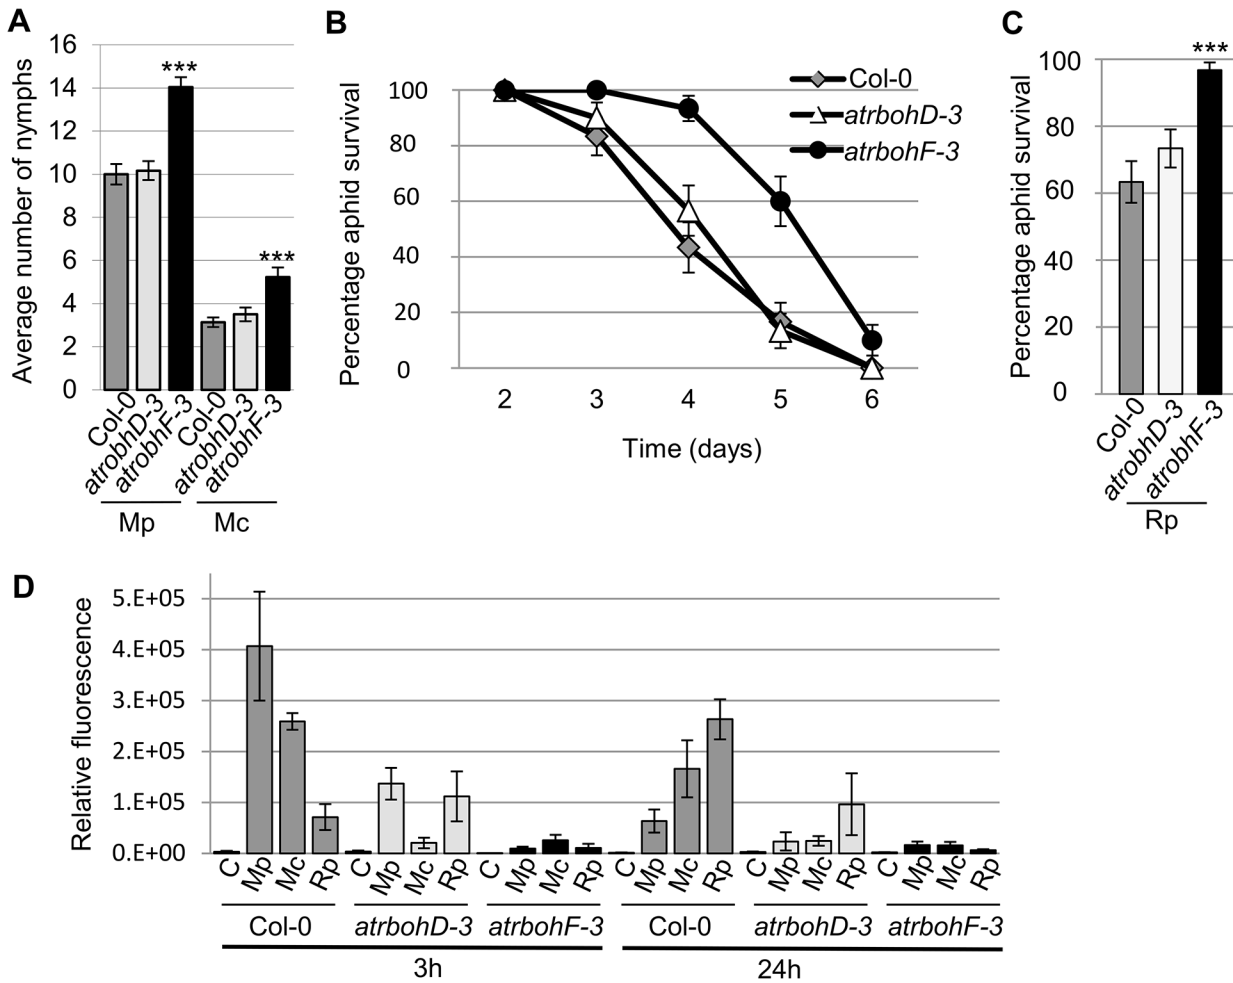 A
Average number of nymphs
16
14
12
10
8
6
4
2
0
***
***
Col-0
atrobhD-3
atrobhF-3
Col-0
atrobhD-3
atrobhF-3
Mp
Mc
B
Percentage aphid survival
100
80
60
40
20
0
2
3
4
5
6
Time (days)
Col-0
atrbohD-3
atrbohF-3
C
Percentage aphid survival
100
80
60
40
20
0
***
Col-0
atrobhD-3
atrobhF-3
Rp
D
Relative fluorescence
5.E+05
4.E+05
3.E+05
2.E+05
1.E+05
0.E+00
C Mp Mc Rp C Mp Mc Rp C Mp Mc Rp C Mp Mc Rp C Mp Mc Rp C Mp Mc Rp
Col-0 atrbohD-3 atrbohF-3 Col-0 atrbohD-3 atrbohF-3
3h 24h